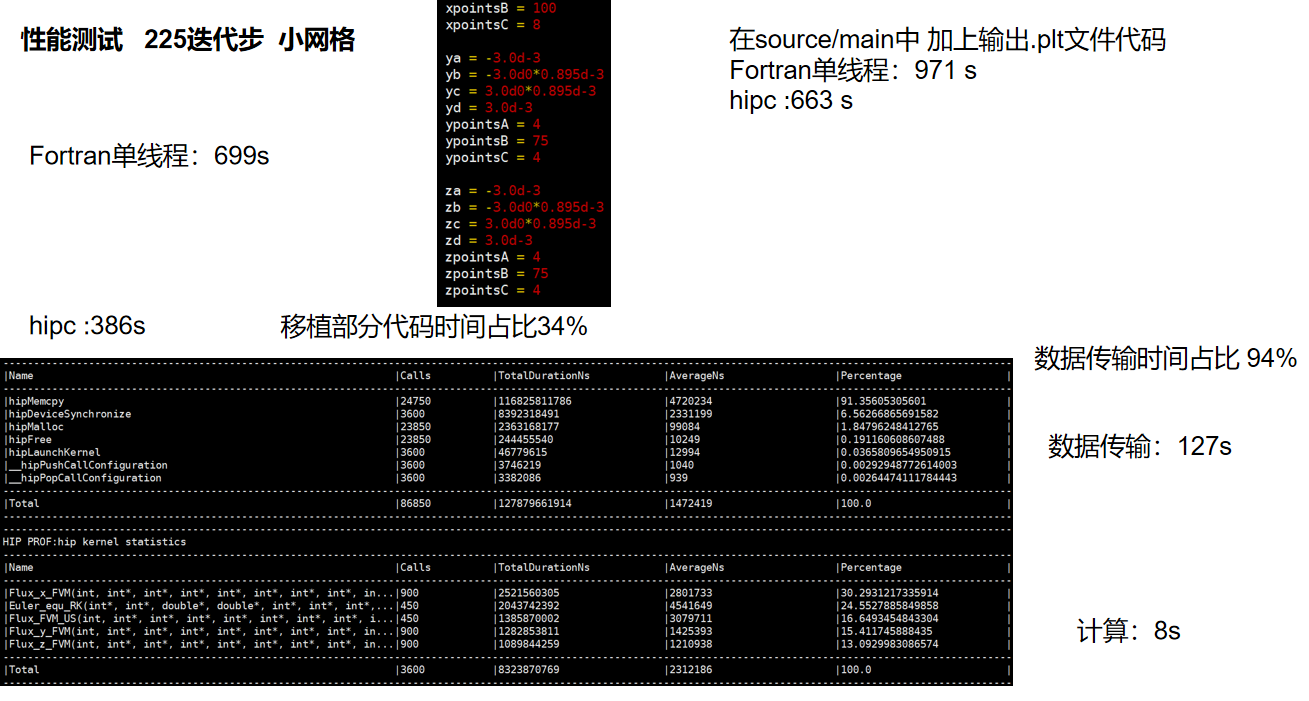 性能测试 225迭代步 小网格
xpointsB = 100
xpointsC = 8
ya = -3.0d-3
yb = -3.0d0*0.895d-3
yc = 3.0d0*0.895d-3
yd = 3.0d-3
ypointsA = 4
ypointsB = 75
ypointsC = 4
za = -3.0d-3
zb = -3.0d0*0.895d-3
zc = 3.0d0*0.895d-3
zd = 3.0d-3
zpointsA = 4
zpointsB = 75
zpointsC = 4
在source/main中 加上输出.plt文件代码
Fortran单线程：971 s
hipc :663 s
Fortran单线程：699s
hipc :386s
移植部分代码时间占比34%
数据传输时间占比 94%
数据传输：127s
计算：8s
|Name |Calls |TotalDurationNs |AverageNs |Percentage |
|hipMemcpy |24750 |116825811786 |4720234 |91.35605305601 |
|hipDeviceSynchronize |3600 |8392318491 |2331199 |6.56266865691582 |
|hipMalloc |23850 |2363168177 |99084 |1.84796248412765 |
|hipFree |23850 |244455540 |10249 |0.191160608607488 |
|hipLaunchKernel |3600 |46779615 |12994 |0.0365809654950915 |
|__hipPushCallConfiguration |3600 |3746219 |1040 |0.00292948772614003 |
|__hipPopCallConfiguration |3600 |3382086 |939 |0.00264474111784443 |
|Total |86850 |127879661914 |1472419 |100.0 |
HIP PROF:hip kernel statistics
|Name |Calls |TotalDurationNs |AverageNs |Percentage |
|Flux_x_FVM(int, int*, int*, int*, int*, int*, int*, int*, in...|900 |2521560305 |2801733 |30.2931217335914 |
|Euler_equ_RK(int*, int*, double*, double*, int*, int*, int*,...|450 |2043742392 |4541649 |24.5527885849858 |
|Flux_FVM_US(int, int*, int*, int*, int*, int*, int*, int*, i...|450 |1385870002 |3079711 |16.6493454843304 |
|Flux_y_FVM(int, int*, int*, int*, int*, int*, int*, int*, in...|900 |1282853811 |1425393 |15.411745888435 |
|Flux_z_FVM(int, int*, int*, int*, int*, int*, int*, int*, in...|900 |1089844259 |1210938 |13.0929983086574 |
|Total |3600 |8323870769 |2312186 |100.0 |